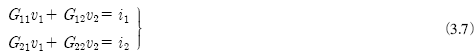 G₁₁v₁ + G₁₂v₂ = i₁
G₂₁v₁ + G₂₂v₂ = i₂
(3.7)